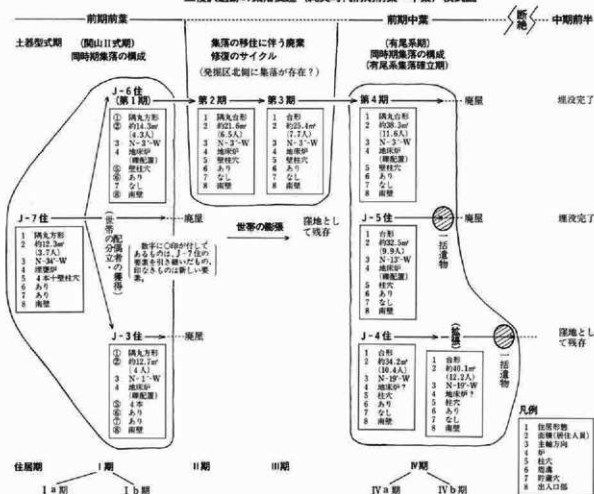 前期前葉
前期中葉
断絶
中期前半
土器型式期
(関山Ⅱ式期)
同時期集落の構成
集落の移住に伴う廃棄
修復のサイクル
(発掘区北側に集落が存在?)
(有尾系期)
同時期集落の構成
(有尾系集落確立期)
J-6住
(第1期)
① 隅丸方形
② 約14.3㎡
(4.3人)
3 N-3°-W
4 地床炉
(礫配置)
⑤ 壁柱穴
⑥ あり
7 なし
⑧ 南壁
第2期
1 隅丸台形
2 約21.6㎡
(6.5人)
3 N-3°-W
4 地床炉
5 壁柱穴
6 あり
7 なし
8 南壁
第3期
1 台形
2 約25.4㎡
(7.7人)
3 N-3°-W
4 地床炉
5 壁柱穴
6 あり
7 なし
8 南壁
第4期
1 隅丸台形
2 約38.3㎡
(11.6人)
3 N-3°-W
4 地床炉
(礫配置)
5 壁柱穴
6 あり
7 なし
8 南壁
廃屋
埋没完了
J-7住
1 隅丸方形
2 約12.3㎡
(3.7人)
3 N-34°-W
4 埋甕炉
5 4本+壁柱穴
6 あり
7 あり
8 南壁
配偶者の獲得
(世帯の分立・
廃屋
数字に○印が付して
あるものは、J-7住の
要素を引き継いだもの、
印なきものは新しい要
素。
世帯の膨張
窪地とし
て残存
J-5住
1 台形
2 約32.5㎡
(9.9人)
3 N-13°-W
4 地床炉
(礫配置)
5 柱穴
6 あり
7 なし
8 南壁
一括遺物
廃屋
埋没完了
J-3住
① 隅丸方形
② 約12.7㎡
(4人)
3 N-1°-W
4 地床炉
(礫配置)
⑤ 4本
⑥ あり
⑦ あり
⑧ 南壁
廃屋
J-4住
1 台形
2 約34.2㎡
(10.4人)
3 N-19°-W
4 地床炉?
5 柱穴
6 あり
7 なし
8 南壁
(拡張)
1 台形
2 約40.1㎡
(12.2人)
3 N-19°-W
4 地床炉?
5 柱穴
6 あり
7 なし
8 南壁
一括遺物
窪地とし
て残存
凡例
1 住居形態
2 面積(居住人員)
3 主軸方向
4 炉
5 柱穴
6 周溝
7 貯蔵穴
8 出入口部
住居期
Ⅰ期
Ⅱ期
Ⅲ期
Ⅳ期
Ⅰa期
Ⅰb期
Ⅳa期
Ⅳb期